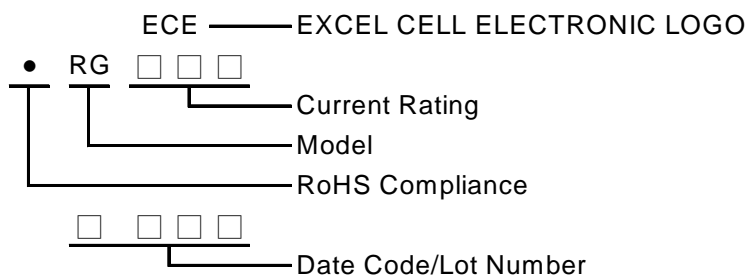 ECE EXCEL CELL ELECTRONIC LOGO
• RG □ □ □
Current Rating
Model
RoHS Compliance
□ □ □ □
Date Code/Lot Number